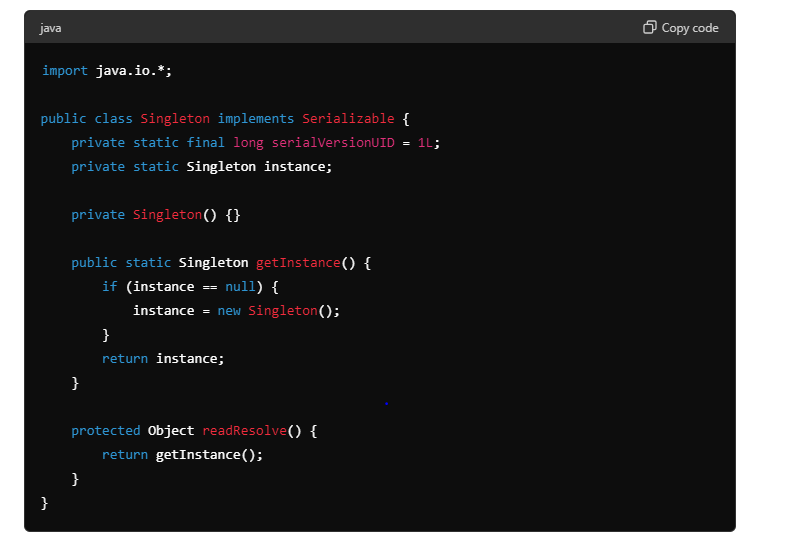 java
Copy code
import java.io.*;
public class Singleton implements Serializable {
    private static final long serialVersionUID = 1L;
    private static Singleton instance;
    private Singleton() {}
    public static Singleton getInstance() {
        if (instance == null) {
            instance = new Singleton();
        }
        return instance;
    }
    protected Object readResolve() {
        return getInstance();
    }
}